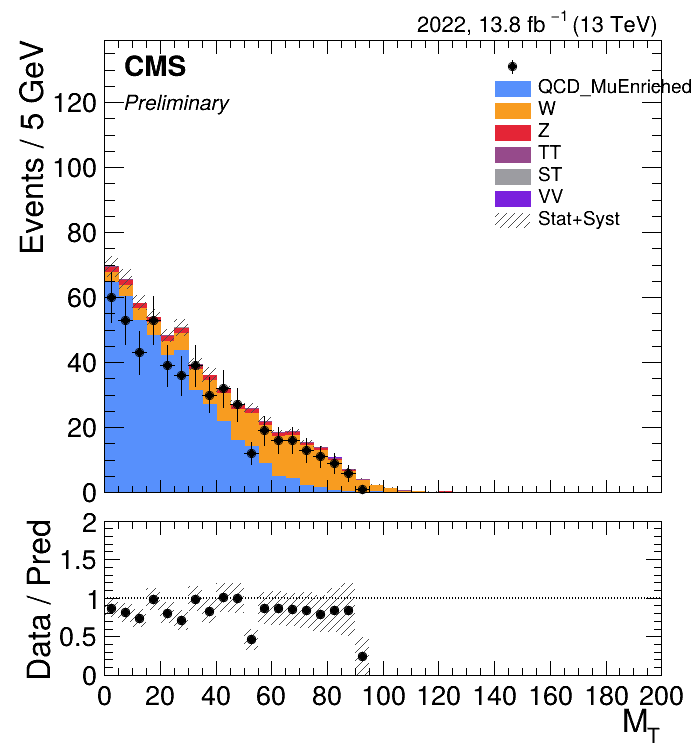 2022, 13.8 fb⁻¹ (13 TeV)
CMS
Preliminary
QCD_MuEnriched
W
Z
TT
ST
VV
Stat+Syst
Events / 5 GeV
120
100
80
60
40
20
0
Data / Pred
2
1.5
1
0.5
0
0 20 40 60 80 100 120 140 160 180 200
M_T